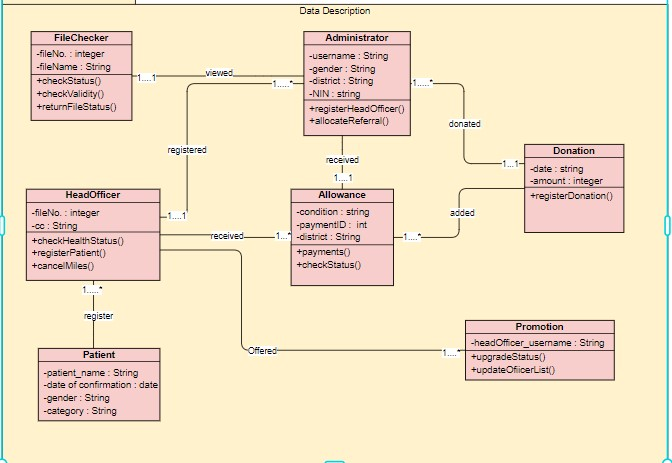 Data Description
FileChecker
-fileNo. : integer
-fileName : String
+checkStatus()
+checkValidity()
+returnFileStatus()
1....1
viewed
Administrator
-username : String
-gender : String
-district : String
-NIN : string
+registerHeadOfficer()
+allocateReferral()
1.....*
1.....*
donated
registered
received
1....1
1...1
Donation
-date : string
-amount : integer
+registerDonation()
HeadOfficer
-fileNo. : integer
-cc : String
+checkHealthStatus()
+registerPatient()
+cancelMiles()
1....1
received
1...*
Allowance
-condition : string
-paymentID : int
-district : String
+payments()
+checkStatus()
1....*
added
1.....*
register
Offered
1....*
Promotion
-headOfficer_username : String
+upgradeStatus()
+updateOfiicerList()
Patient
-patient_name : String
-date of confirmation : date
-gender : String
-category : String